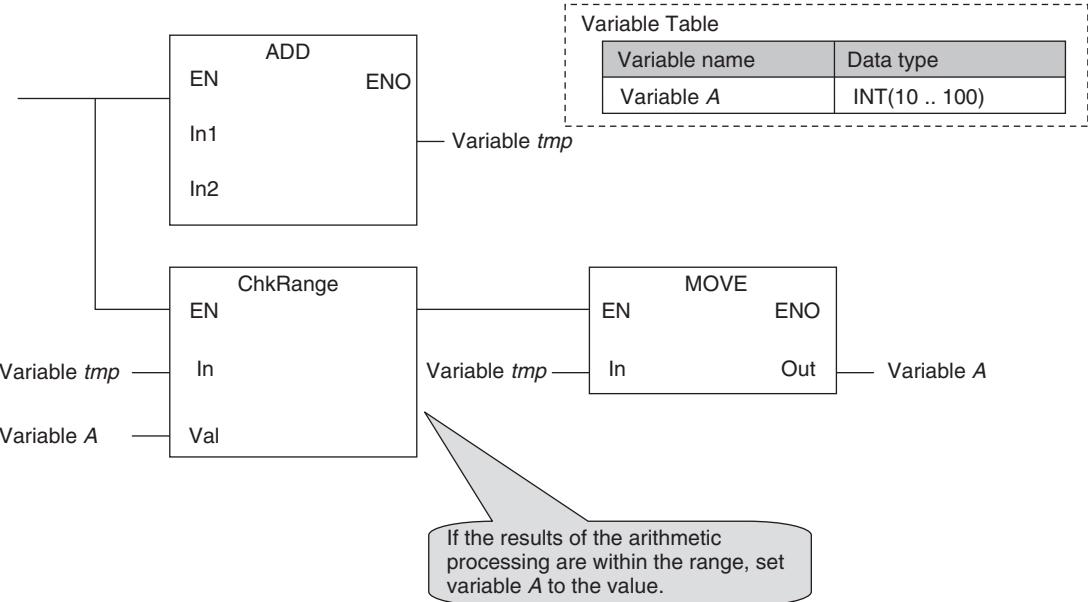 Variable Table
Variable name Data type
Variable A INT(10 .. 100)
ADD
EN ENO
In1
Variable tmp
In2
ChkRange
EN
Variable tmp In
Variable A Val
MOVE
EN ENO
Variable tmp In Out Variable A
If the results of the arithmetic
processing are within the range, set
variable A to the value.